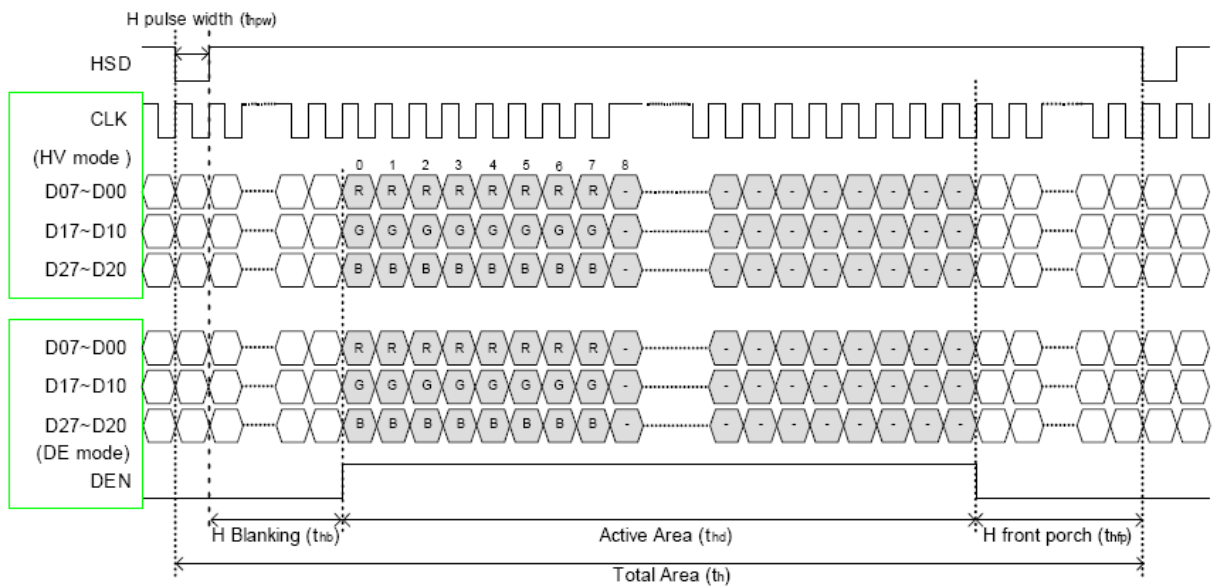 H pulse width (thpw)
HSD
CLK
(HV mode )
0 1 2 3 4 5 6 7 8
D07~D00 R R R R R R R R - - - - - - - - -
D17~D10 G G G G G G G G - - - - - - - - -
D27~D20 B B B B B B B B - - - - - - - - -
D07~D00 R R R R R R R R - - - - - - - - -
D17~D10 G G G G G G G G - - - - - - - - -
D27~D20 B B B B B B B B - - - - - - - - -
(DE mode)
DEN
H Blanking (thb) Active Area (thd) H front porch (thfp)
Total Area (th)